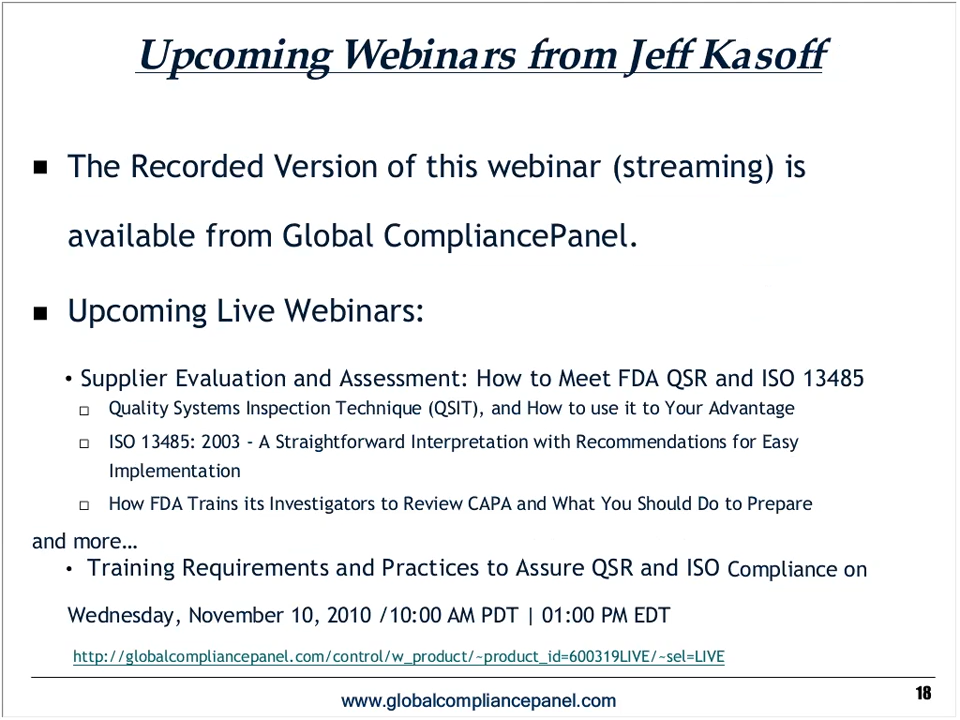 Upcoming Webinars from Jeff Kasoff
■ The Recorded Version of this webinar (streaming) is
available from Global CompliancePanel.
■ Upcoming Live Webinars:
• Supplier Evaluation and Assessment: How to Meet FDA QSR and ISO 13485
□ Quality Systems Inspection Technique (QSIT), and How to use it to Your Advantage
□ ISO 13485: 2003 - A Straightforward Interpretation with Recommendations for Easy
Implementation
□ How FDA Trains its Investigators to Review CAPA and What You Should Do to Prepare
and more…
• Training Requirements and Practices to Assure QSR and ISO Compliance on
Wednesday, November 10, 2010 /10:00 AM PDT | 01:00 PM EDT
http://globalcompliancepanel.com/control/w_product/~product_id=600319LIVE/~sel=LIVE
www.globalcompliancepanel.com
18